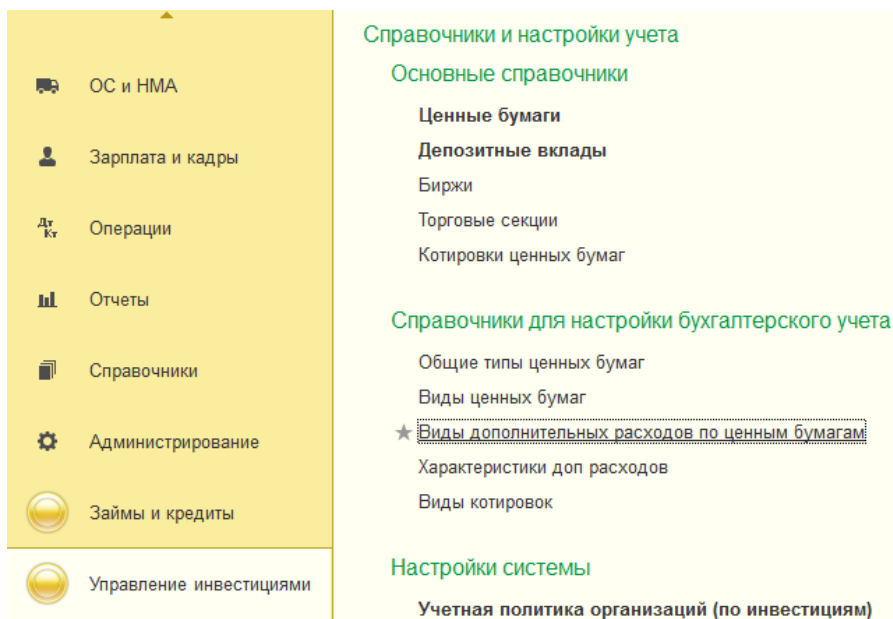 ОС и НМА
Зарплата и кадры
Дт
Кт
Операции
Отчеты
Справочники
Администрирование
Займы и кредиты
Управление инвестициями
Справочники и настройки учета
Основные справочники
Ценные бумаги
Депозитные вклады
Биржи
Торговые секции
Котировки ценных бумаг
Справочники для настройки бухгалтерского учета
Общие типы ценных бумаг
Виды ценных бумаг
Виды дополнительных расходов по ценным бумагам
Характеристики доп расходов
Виды котировок
Настройки системы
Учетная политика организаций (по инвестициям)